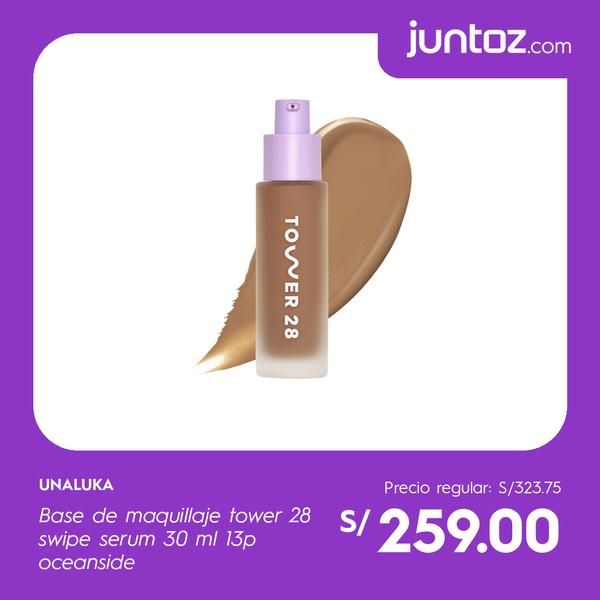 juntoz.com
TOWER 28
UNALUKA
Base de maquillaje tower 28
swipe serum 30 ml 13p
oceanside
Precio regular: S/323.75
S/ 259.00